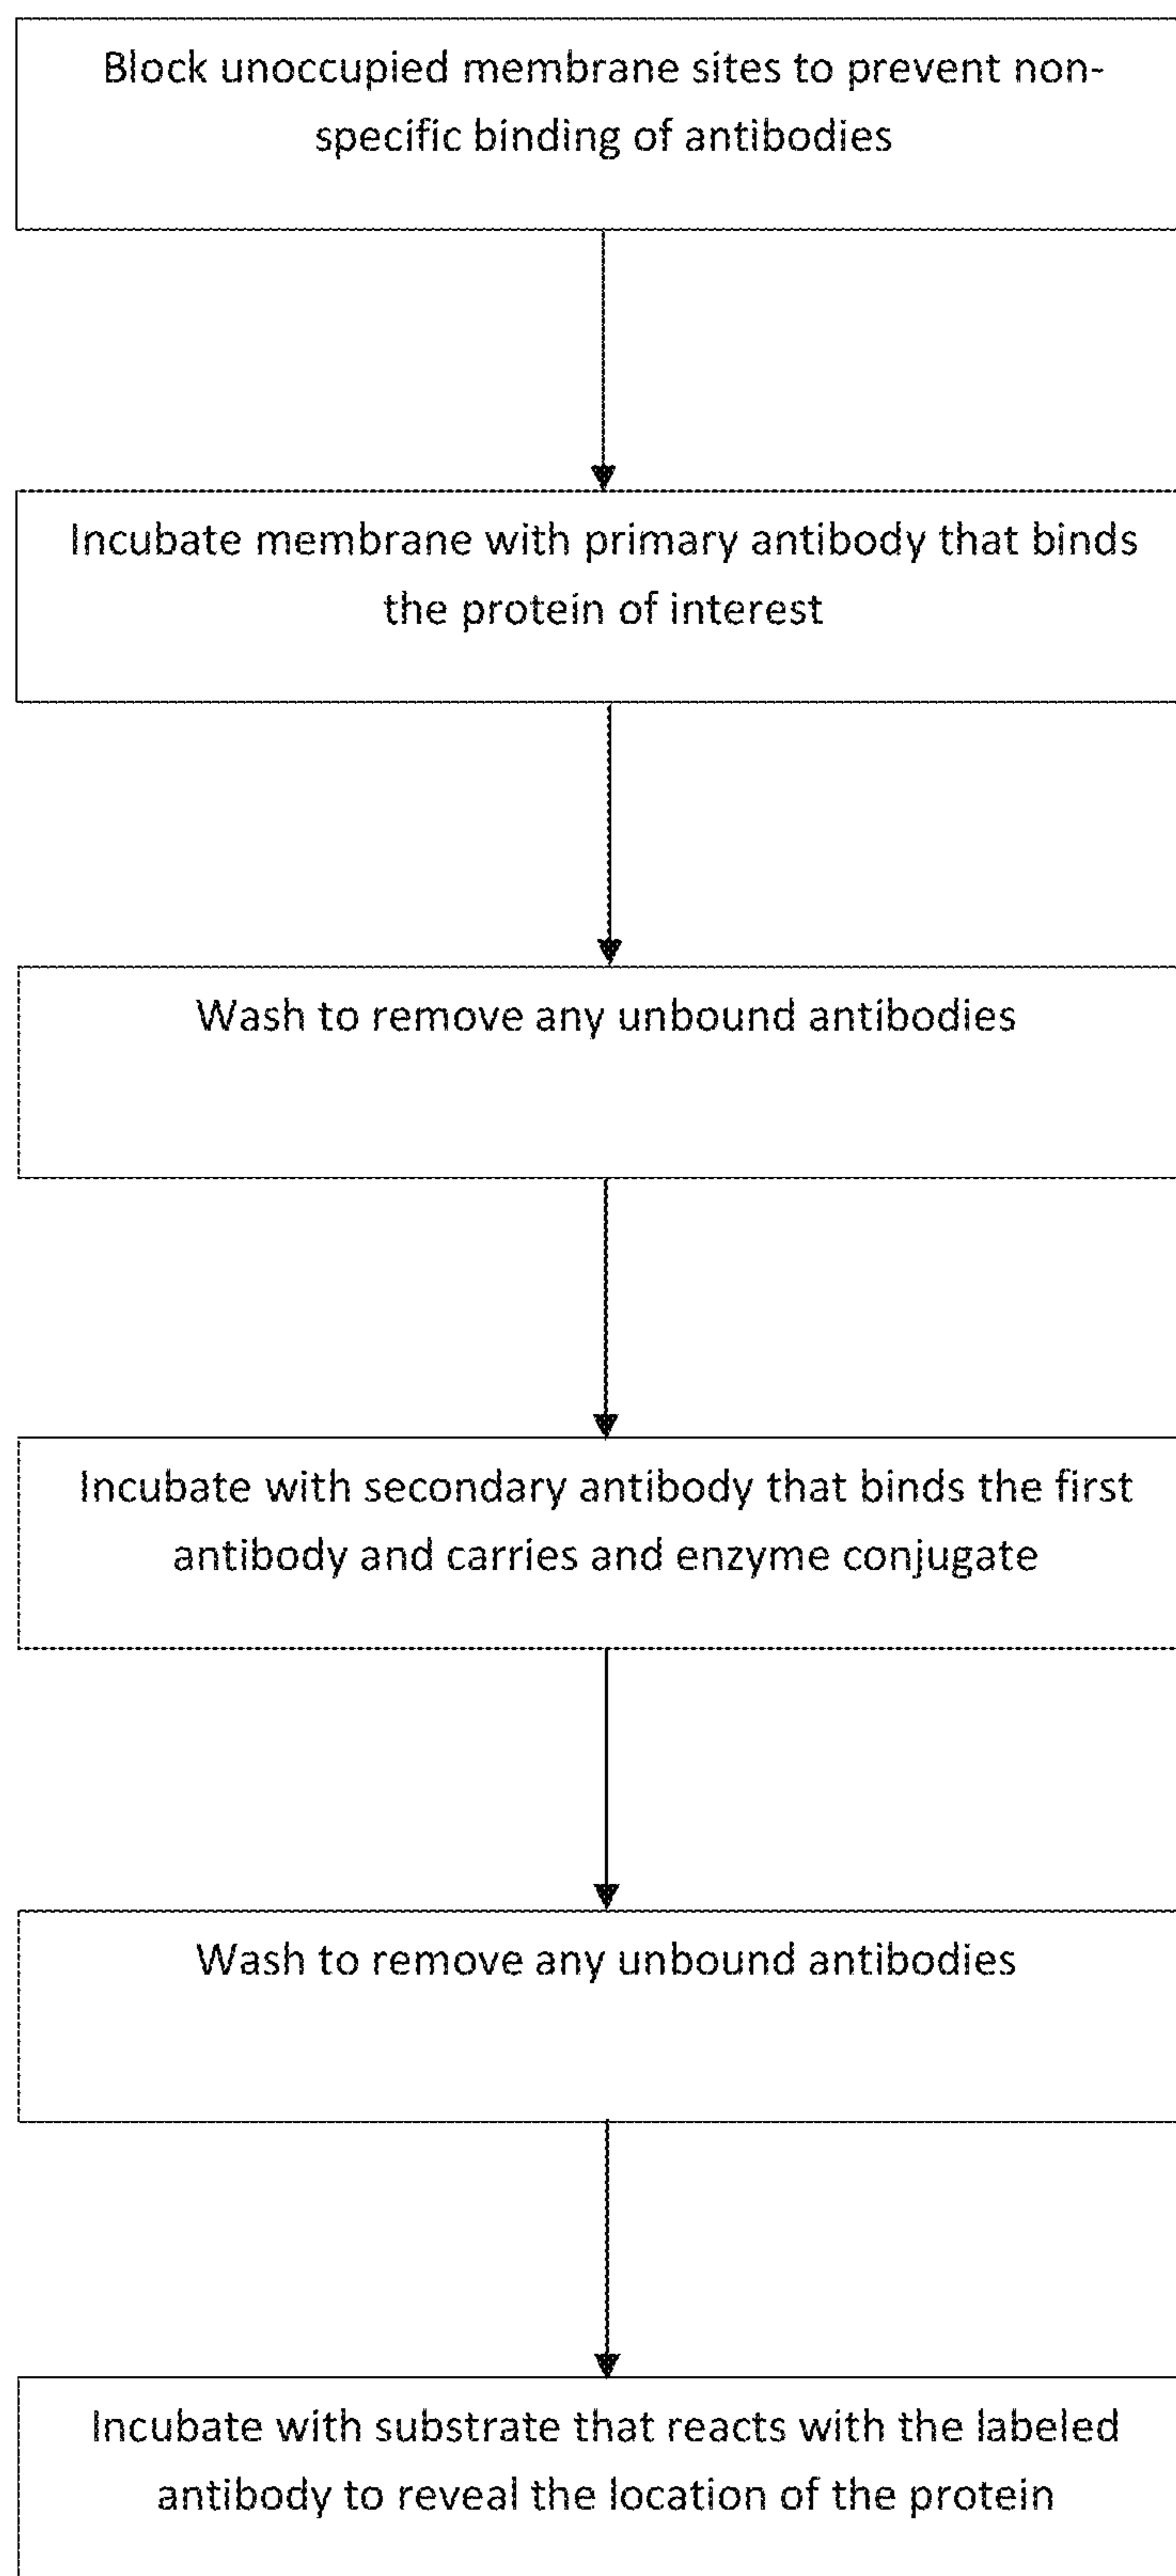 Block unoccupied membrane sites to prevent non-
specific binding of antibodies
Incubate membrane with primary antibody that binds
the protein of interest
Wash to remove any unbound antibodies
Incubate with secondary antibody that binds the first
antibody and carries and enzyme conjugate
Wash to remove any unbound antibodies
Incubate with substrate that reacts with the labeled
antibody to reveal the location of the protein